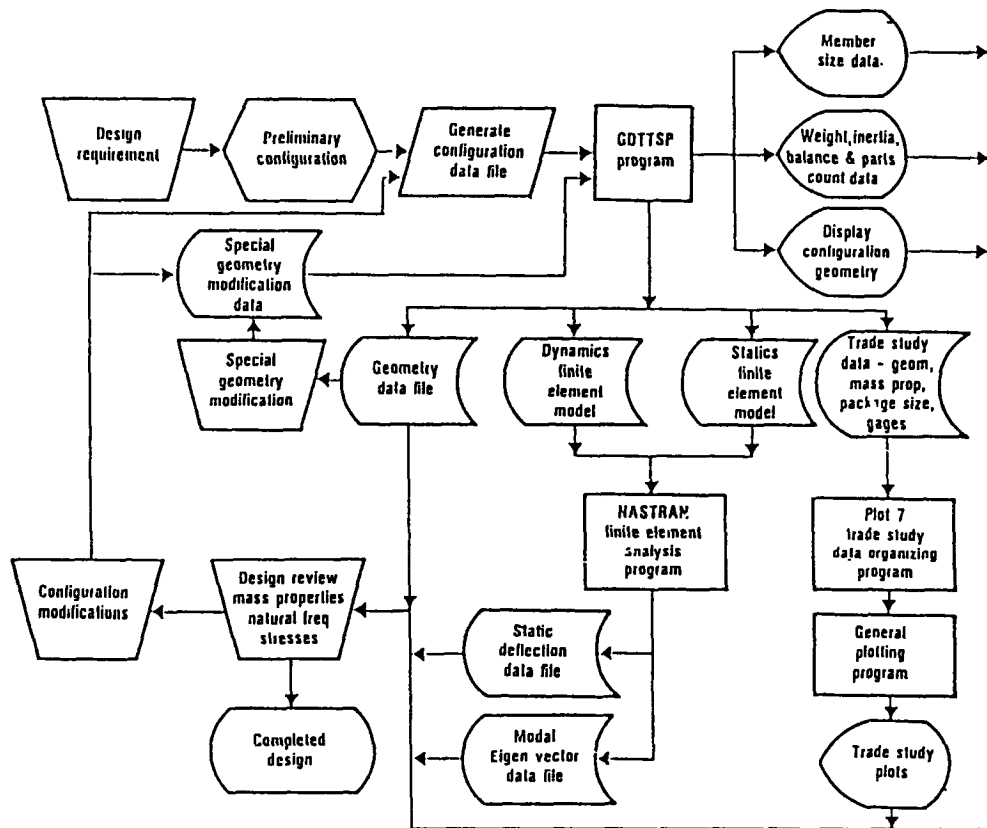 Member
size data.
Design
requirement
Preliminary
configuration
Generate
configuration
data file
GDTTSP
program
Weight, inertia,
balance & parts
count data
Display
configuration
geometry
Special
geometry
modification
data
Special
geometry
modification
Geometry
data file
Dynamics
finite
element
model
Statics
finite
element
model
Trade study
data - geom,
mass prop,
package size,
gages
NASTRAN
finite element
analysis
program
Plot 7
Trade study
data organizing
program
Configuration
modifications
Design review
mass properties
natural freq
stresses
Static
deflection
data file
General
plotting
program
Completed
design
Modal
Eigen vector
data file
Trade study
plots